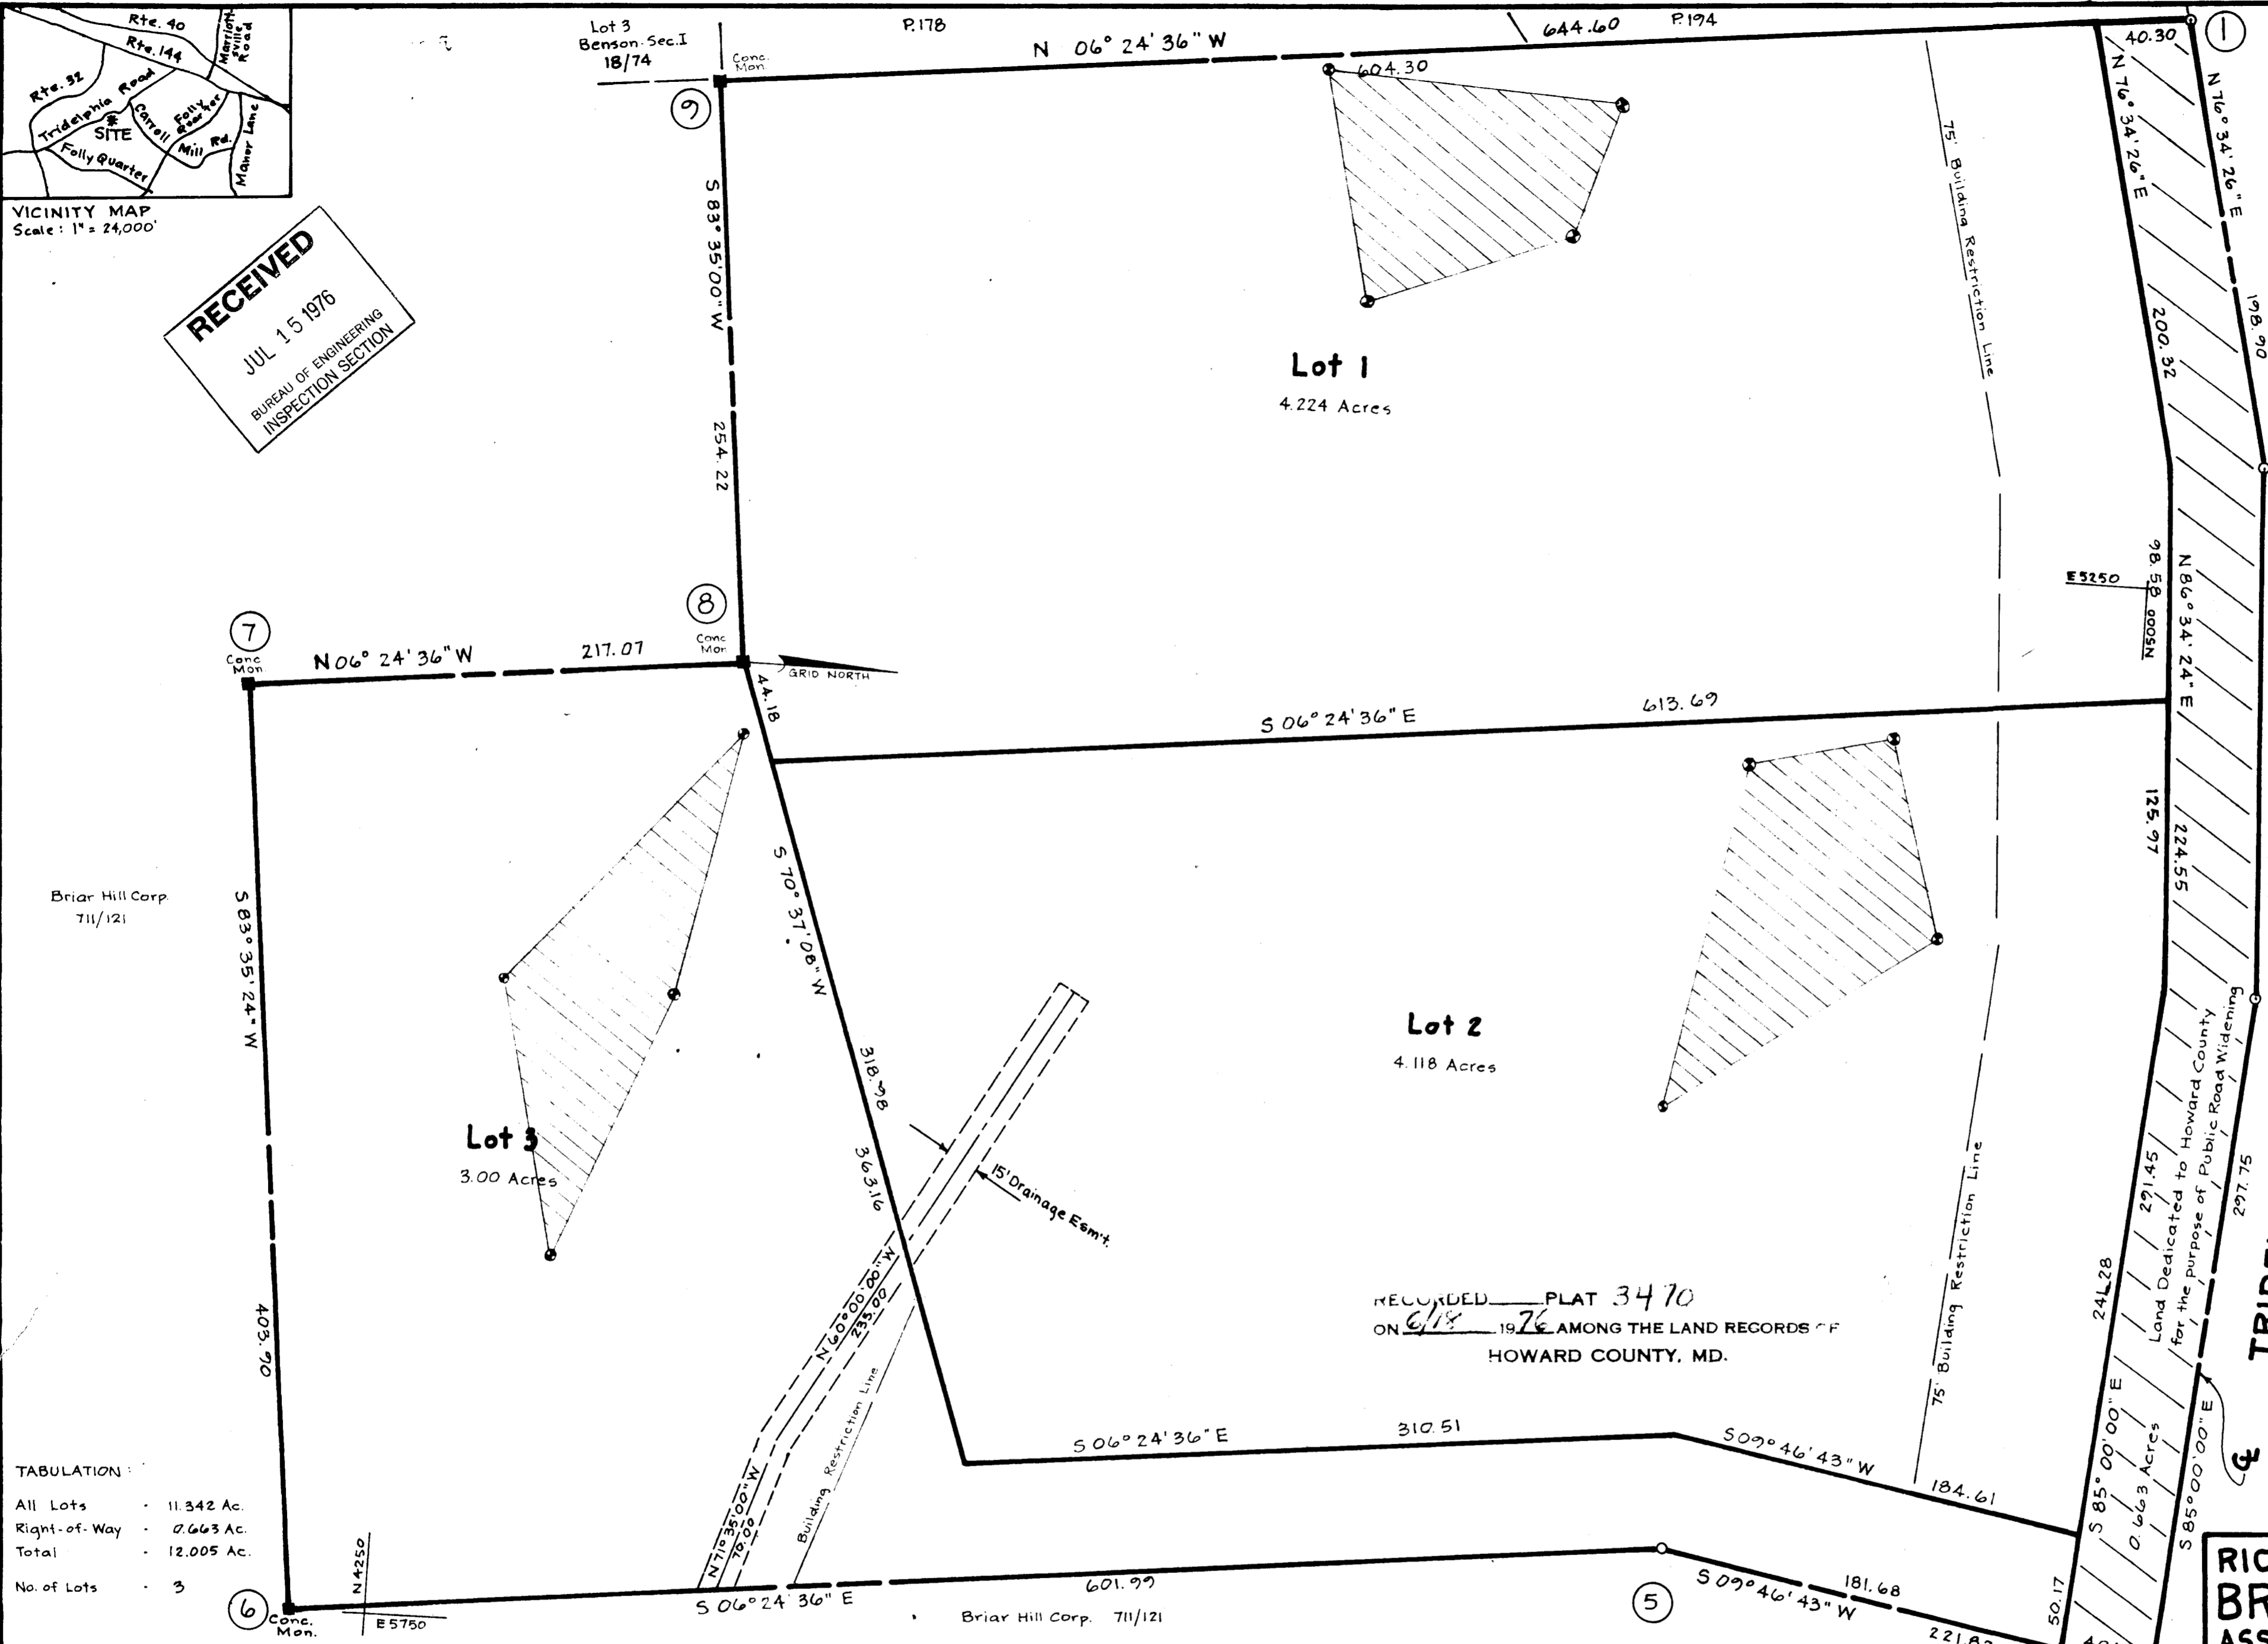 Rte. 40
Rte. 144
Marriott
sville
Road
Rte. 32
Tridelphia Road
SITE
Carroll
Mill Rd.
Folly
Quarter
Folly Quarter
Manor Lane
VICINITY MAP
Scale: 1" = 24,000'
RECEIVED
JUL 15 1976
BUREAU OF ENGINEERING
INSPECTION SECTION
Lot 3
Benson-Sec.I
18/74
Conc.
Mon.
P.178
N 06° 24' 36" W
644.60
P.194
604.30
40.30
1
9
S 83° 35' 00" W
254.22
75' Building Restriction Line
N 76° 34' 26" E
200.32
N 76° 34' 26" E
198.90
Lot 1
4.224 Acres
E5250
N5000
98.58
N 86° 34' 24" E
8
Conc
Mon.
7
Conc
Mon.
N 06° 24' 36" W
217.07
GRID NORTH
44.18
S 06° 24' 36" E
613.69
125.97
224.55
Briar Hill Corp.
711/121
S 83° 35' 24" W
403.90
S 70° 37' 08" W
318.98
363.16
Lot 2
4.118 Acres
Lot 3
3.00 Acres
15' Drainage Esm't.
N 60° 00' 00" W
235.00
Building Restriction Line
N 71° 35' 00" W
70.00
RECORDED PLAT 3470
ON 6/18 1976 AMONG THE LAND RECORDS OF
HOWARD COUNTY, MD.
75' Building Restriction Line
291.45
241.28
Land Dedicated to Howard County
for the purpose of Public Road Widening
297.75
S 85° 00' 00" E
0.663 Acres
S 85° 00' 00" E
S 06° 24' 36" E
310.51
S 09° 46' 43" W
184.61
TABULATION:
All Lots - 11.342 Ac.
Right-of-Way - 0.663 Ac.
Total - 12.005 Ac.
No. of Lots - 3
6
Conc.
Mon.
N4250
E5750
S 06° 24' 36" E
601.99
Briar Hill Corp. 711/121
5
S 09° 46' 43" W
181.68
50.17